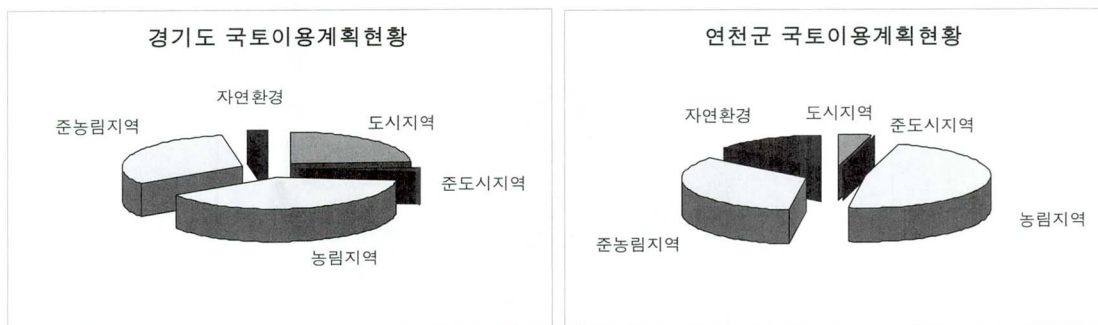 경기도 국토이용계획현황
자연환경
준농림지역
도시지역
준도시지역
농림지역
연천군 국토이용계획현황
자연환경
도시지역
준도시지역
준농림지역
농림지역